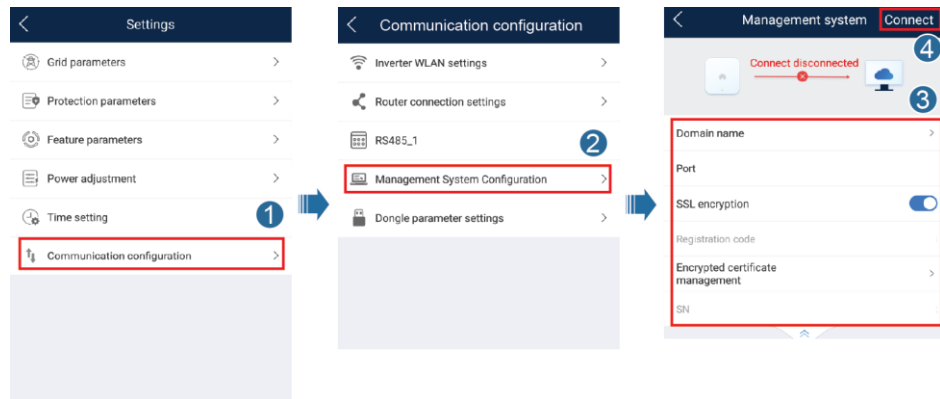 Settings
Grid parameters
Protection parameters
Feature parameters
Power adjustment
Time setting
1
Communication configuration
Communication configuration
Inverter WLAN settings
Router connection settings
RS485_1
2
Management System Configuration
Dongle parameter settings
Management system Connect
4
Connect disconnected
3
Domain name
Port
SSL encryption
Registration code
Encrypted certificate
management
SN